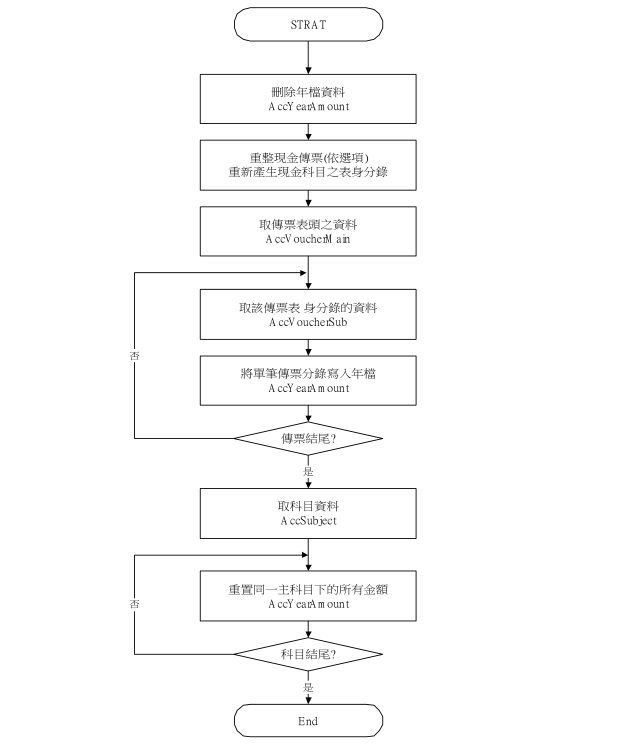 STRAT
刪除年檔資料
AccYearAmount
重整現金傳票(依選項)
重新產生現金科目之表身分錄
取傳票表頭之資料
AccVoucherMain
取該傳票表身分錄的資料
AccVoucherSub
將單筆傳票分錄寫入年檔
AccYearAmount
否
傳票結尾?
是
取科目資料
AccSubject
重置同一主科目下的所有金額
AccYearAmount
否
科目結尾?
是
End